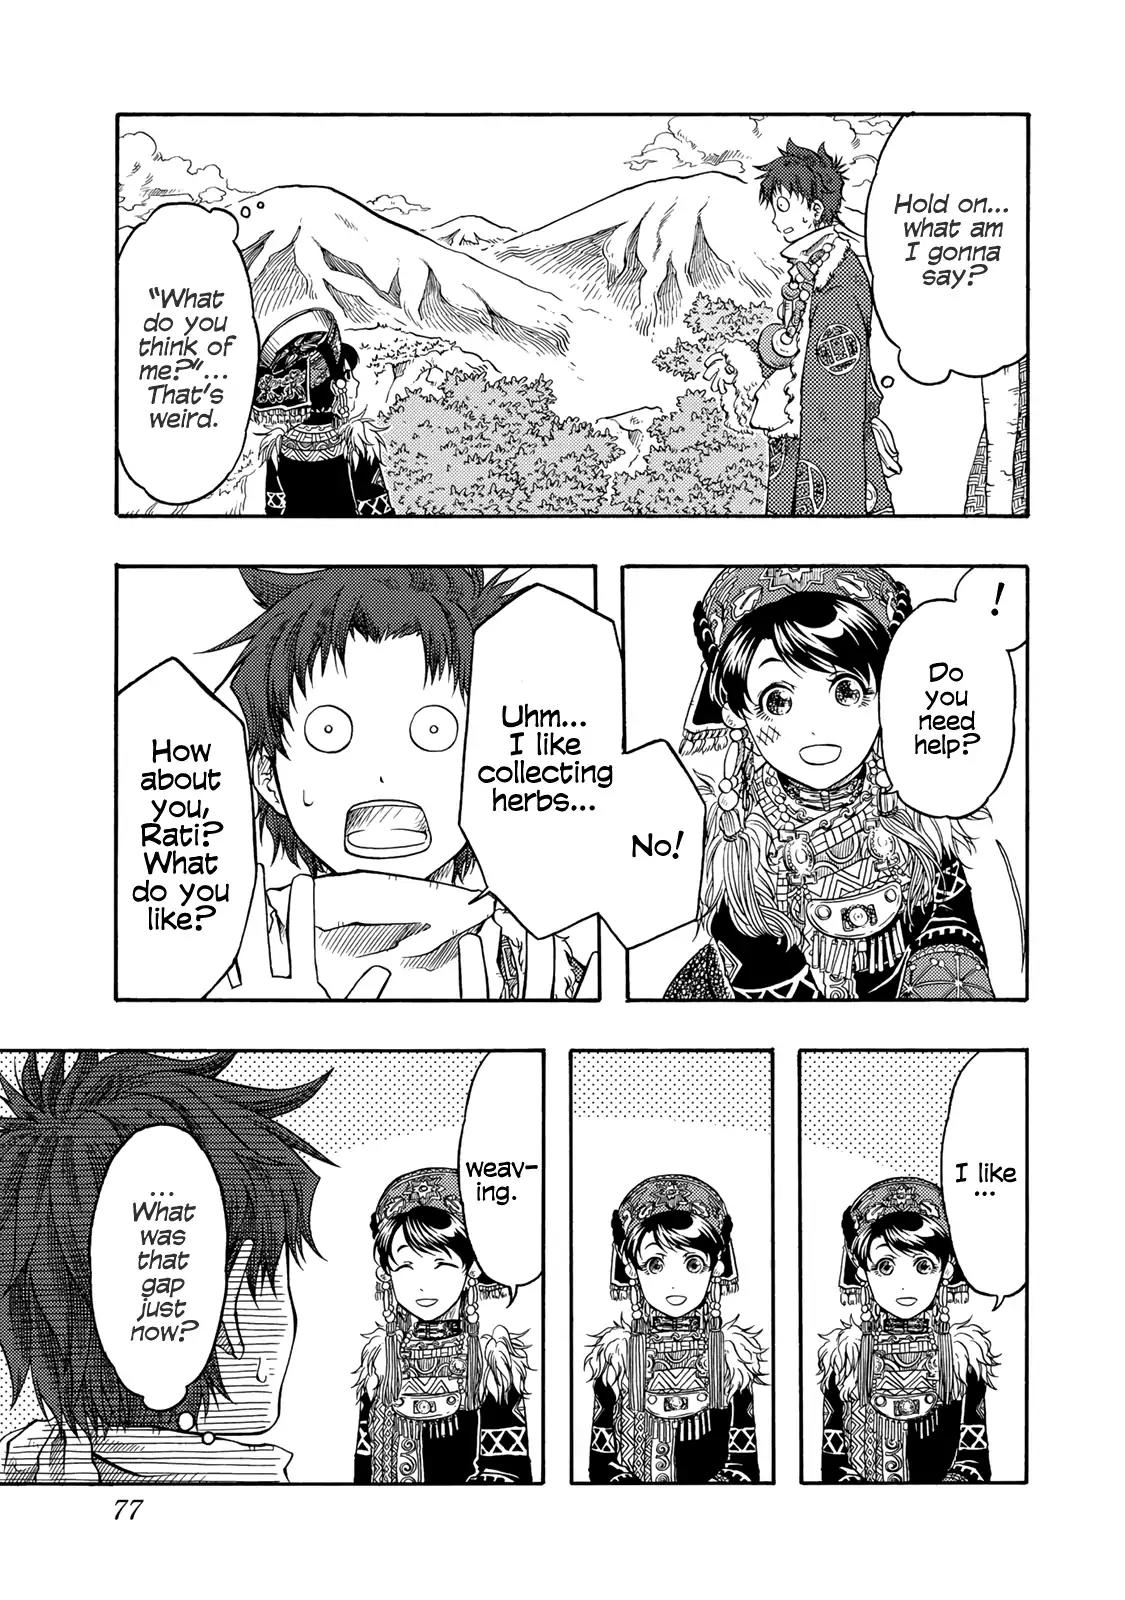 Hold on...
what am
I gonna
say?
"What
do you
think of
me?"...
That's
weird.
!
Do
you
need
help?
No!
Uhm...
I like
collecting
herbs...
How
about
you,
Rati?
What
do you
like?
I like
...
weav-
ing.
...
What
was
that
gap
just
now?
77